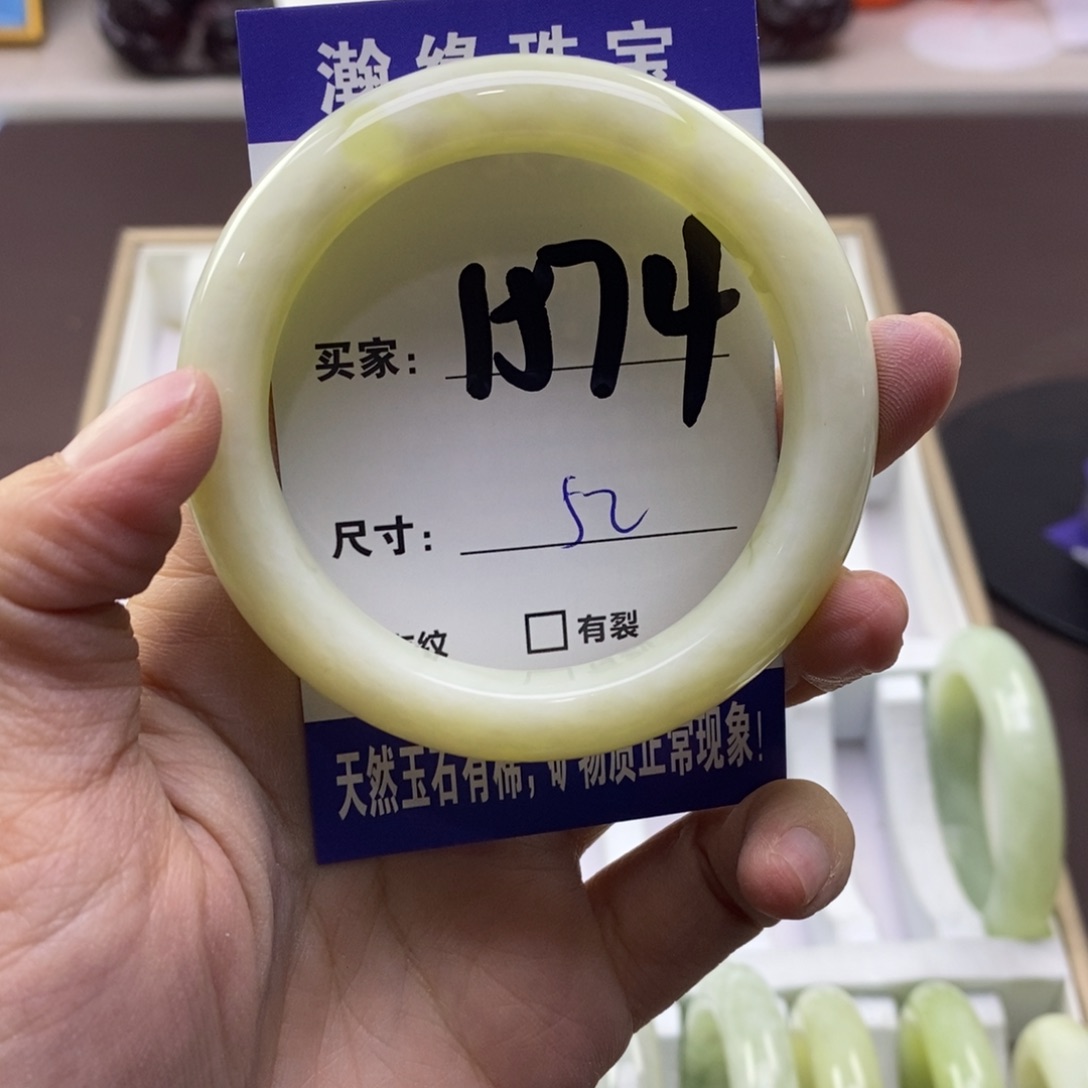 瀚缘珠宝
买家：
尺寸：52
纹 □有裂
天然玉石有棉，矿物质正常现象！